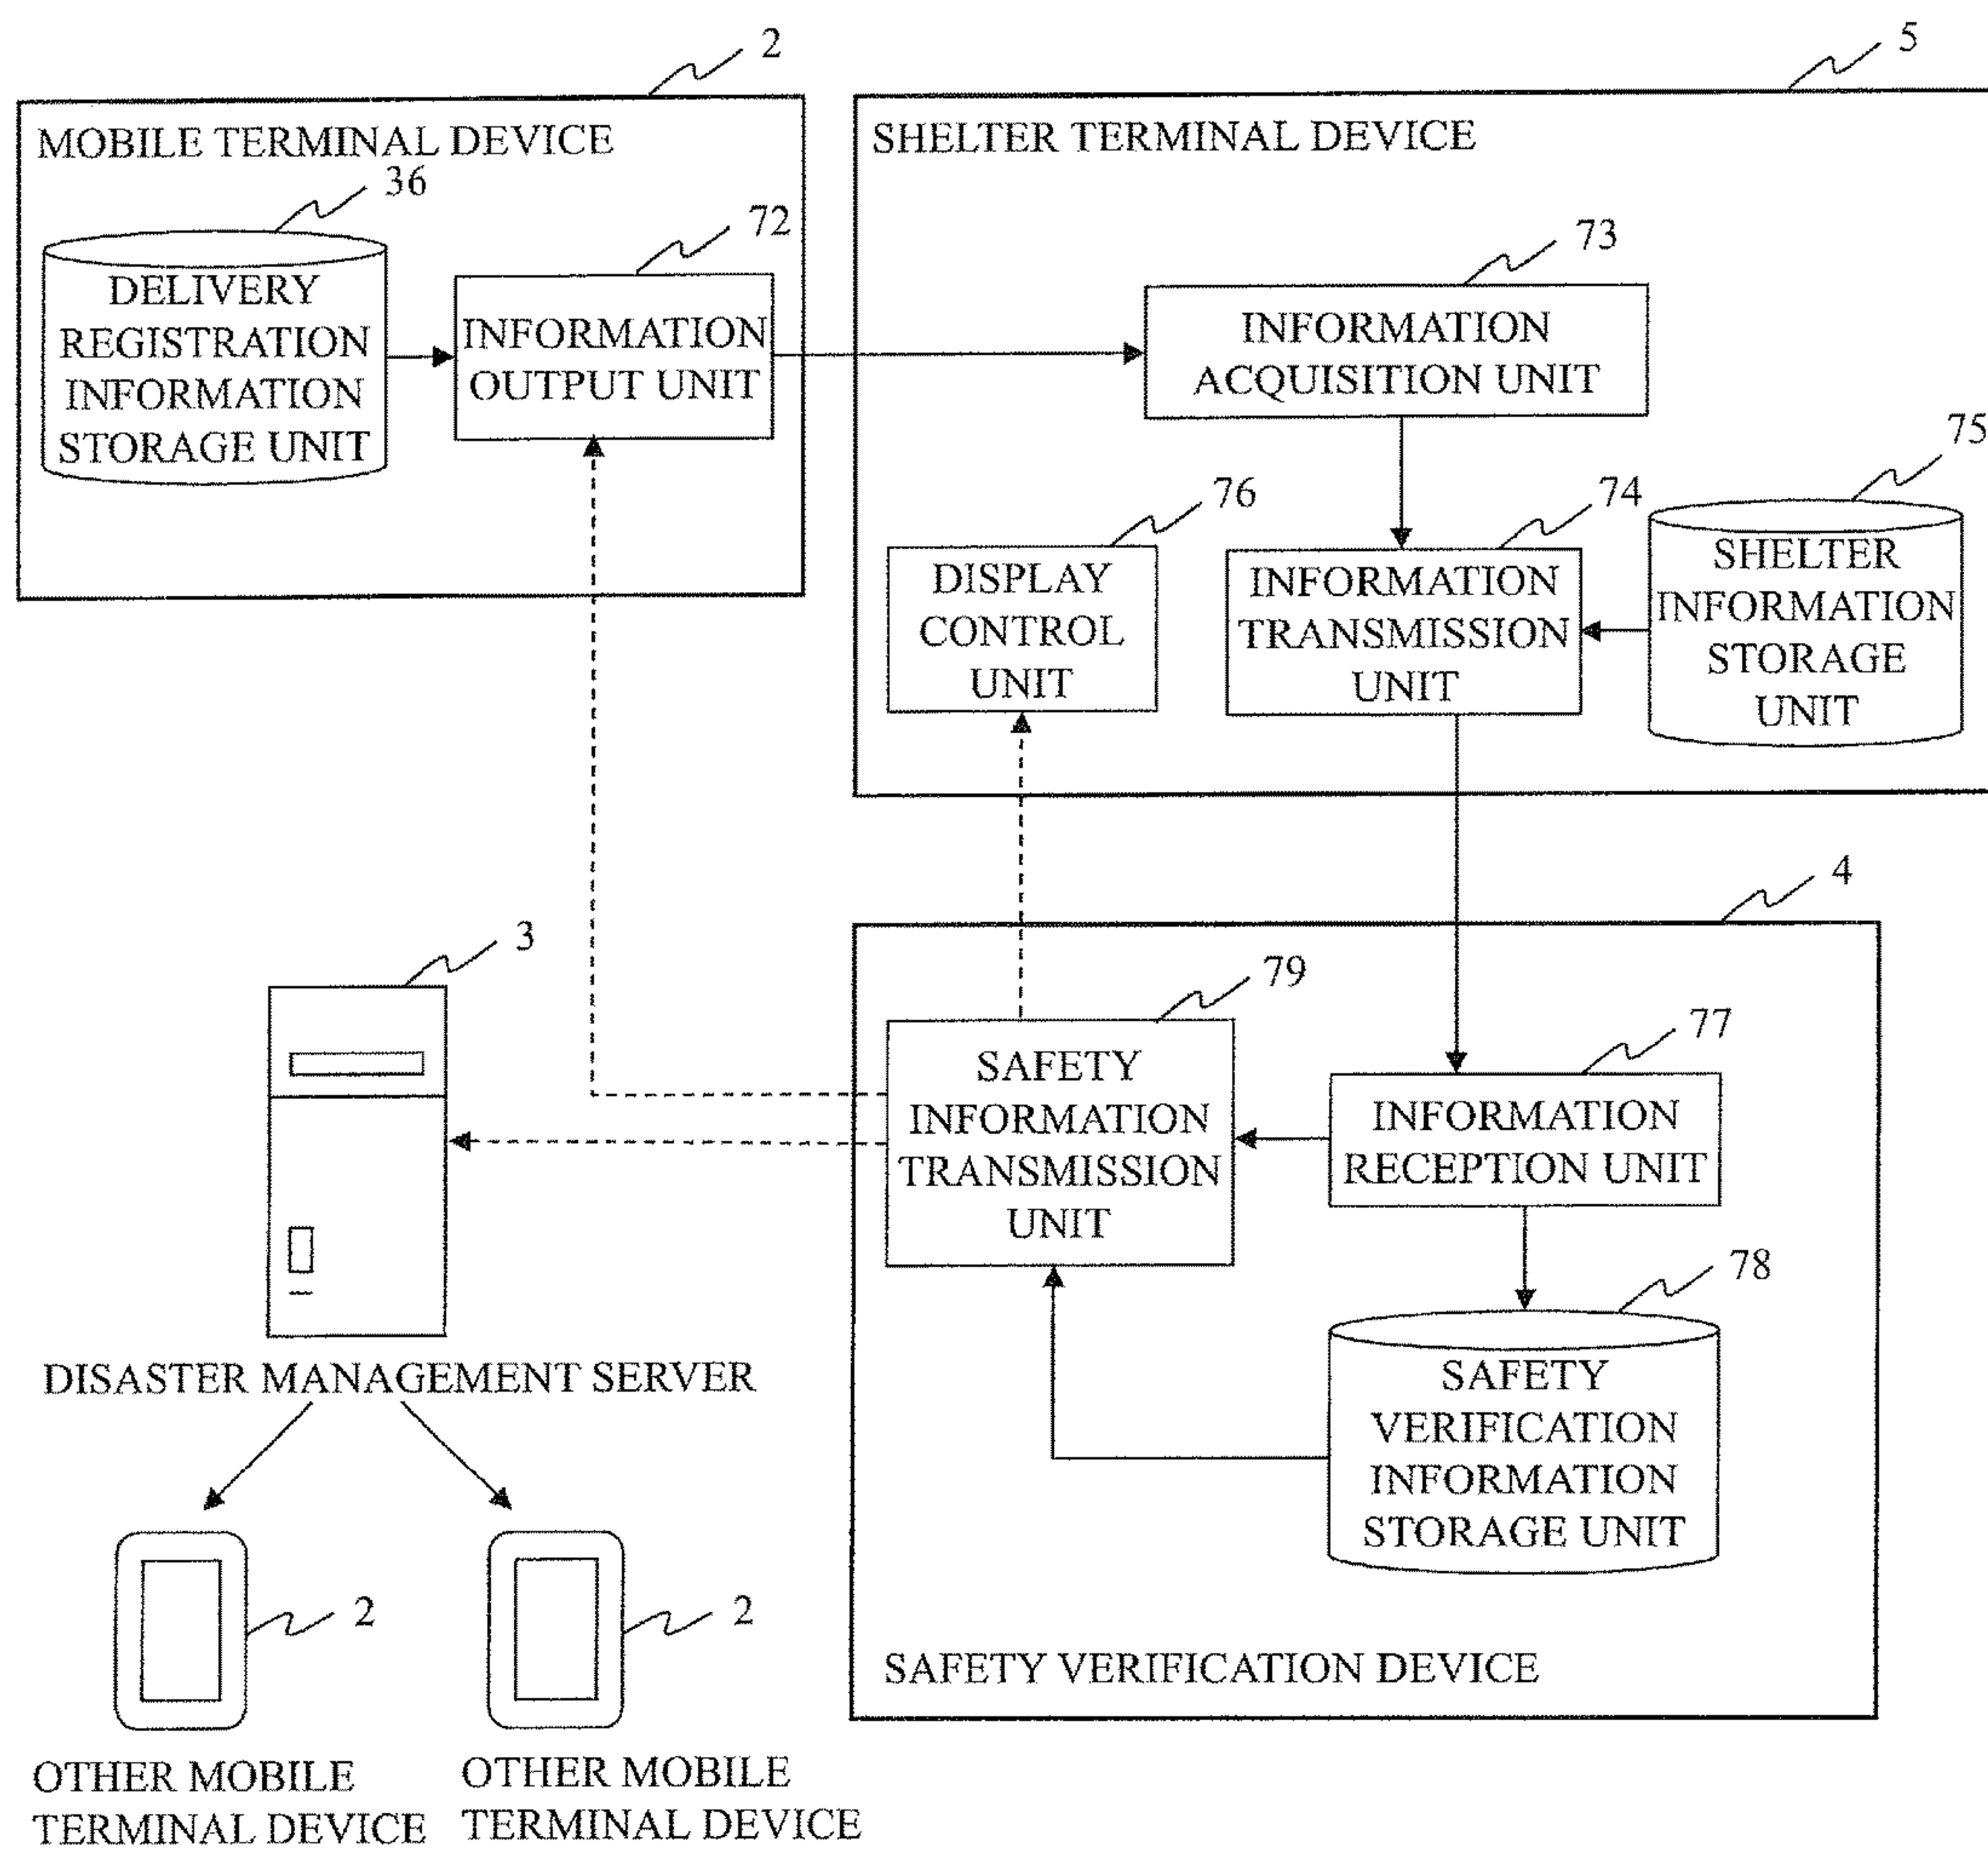 2
MOBILE TERMINAL DEVICE
36
72
DELIVERY
REGISTRATION
INFORMATION
STORAGE UNIT
INFORMATION
OUTPUT UNIT
5
SHELTER TERMINAL DEVICE
73
INFORMATION
ACQUISITION UNIT
76
DISPLAY
CONTROL
UNIT
74
INFORMATION
TRANSMISSION
UNIT
75
SHELTER
INFORMATION
STORAGE
UNIT
3
DISASTER MANAGEMENT SERVER
4
79
SAFETY
INFORMATION
TRANSMISSION
UNIT
77
INFORMATION
RECEPTION UNIT
78
SAFETY
VERIFICATION
INFORMATION
STORAGE UNIT
SAFETY VERIFICATION DEVICE
2
OTHER MOBILE
TERMINAL DEVICE
2
OTHER MOBILE
TERMINAL DEVICE